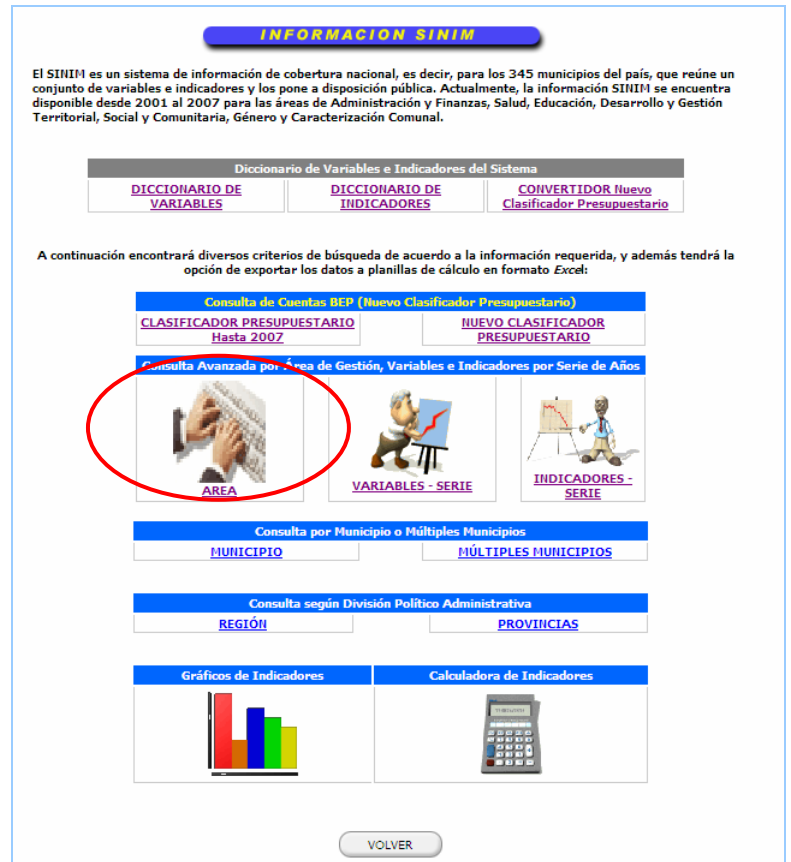 INFORMACION SINIM
El SINIM es un sistema de información de cobertura nacional, es decir, para los 345 municipios del país, que reúne un
conjunto de variables e indicadores y los pone a disposición pública. Actualmente, la información SINIM se encuentra
disponible desde 2001 al 2007 para las áreas de Administración y Finanzas, Salud, Educación, Desarrollo y Gestión
Territorial, Social y Comunitaria, Género y Caracterización Comunal.
Diccionario de Variables e Indicadores del Sistema
DICCIONARIO DE
VARIABLES
DICCIONARIO DE
INDICADORES
CONVERTIDOR Nuevo
Clasificador Presupuestario
A continuación encontrará diversos criterios de búsqueda de acuerdo a la información requerida, y además tendrá la
opción de exportar los datos a planillas de cálculo en formato Excel:
Consulta de Cuentas BEP (Nuevo Clasificador Presupuestario)
CLASIFICADOR PRESUPUESTARIO
Hasta 2007
NUEVO CLASIFICADOR
PRESUPUESTARIO
Consulta Avanzada por Área de Gestión, Variables e Indicadores por Serie de Años
AREA
VARIABLES - SERIE
INDICADORES -
SERIE
Consulta por Municipio o Múltiples Municipios
MUNICIPIO
MÚLTIPLES MUNICIPIOS
Consulta según División Político Administrativa
REGIÓN
PROVINCIAS
Gráficos de Indicadores
Calculadora de Indicadores
VOLVER